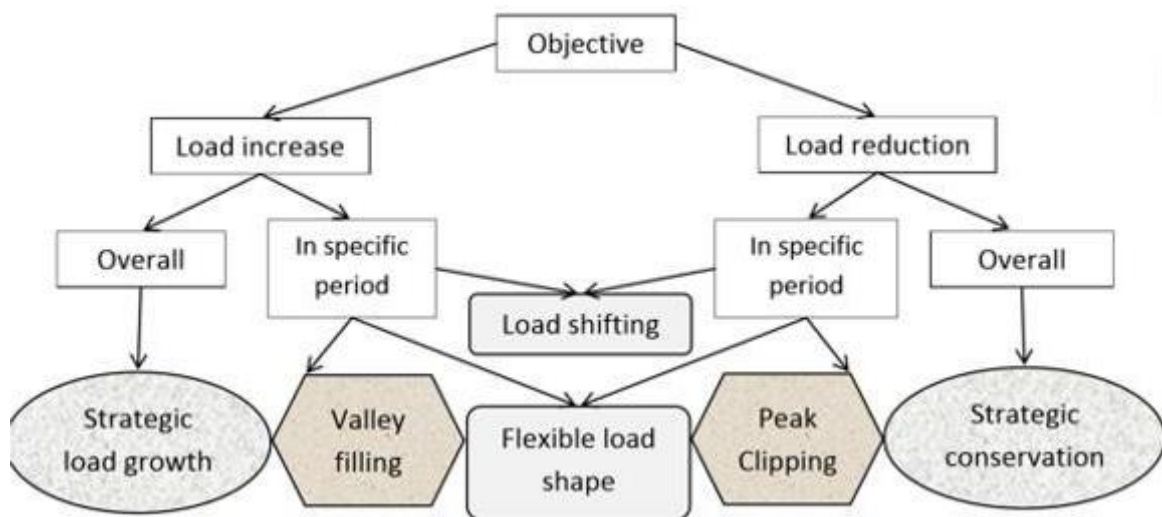 Objective
Load increase
Load reduction
Overall
In specific
period
In specific
period
Overall
Load shifting
Strategic
load growth
Valley
filling
Flexible load
shape
Peak
Clipping
Strategic
conservation